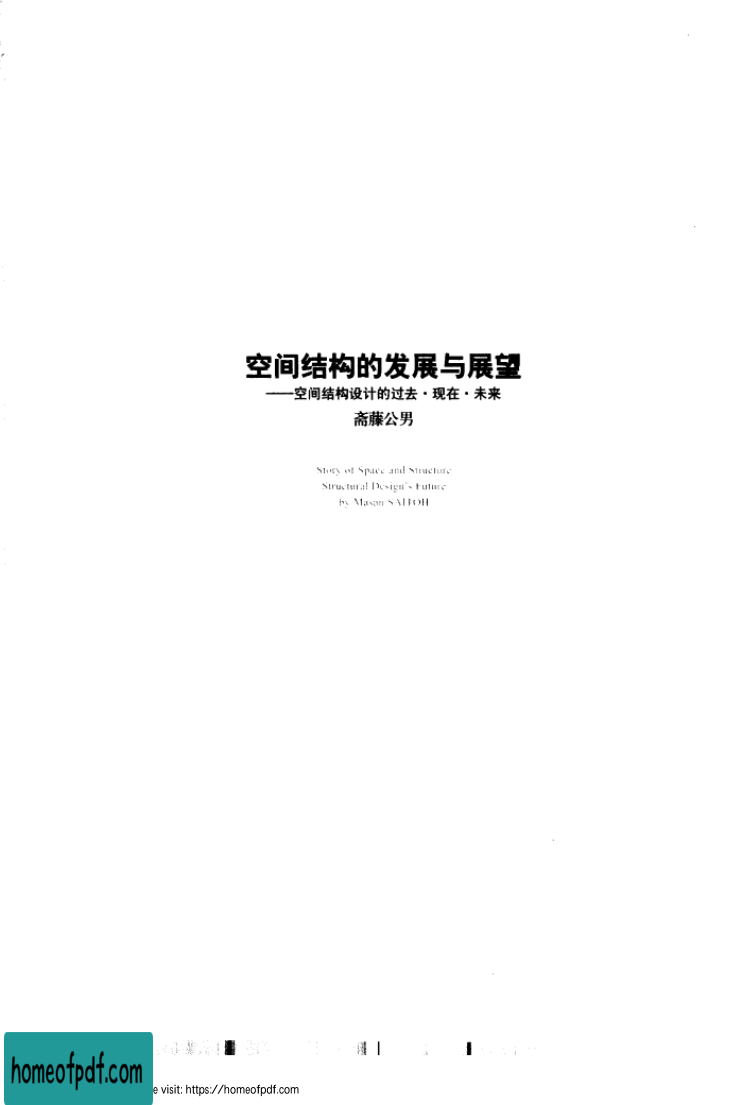 空间结构的发展与展望
——空间结构设计的过去·现在·未来
斋藤公男
Story of Space and Structure
Structural Design's Future
by Mason SAITOH
homeofpdf.com
e visit: https://homeofpdf.com